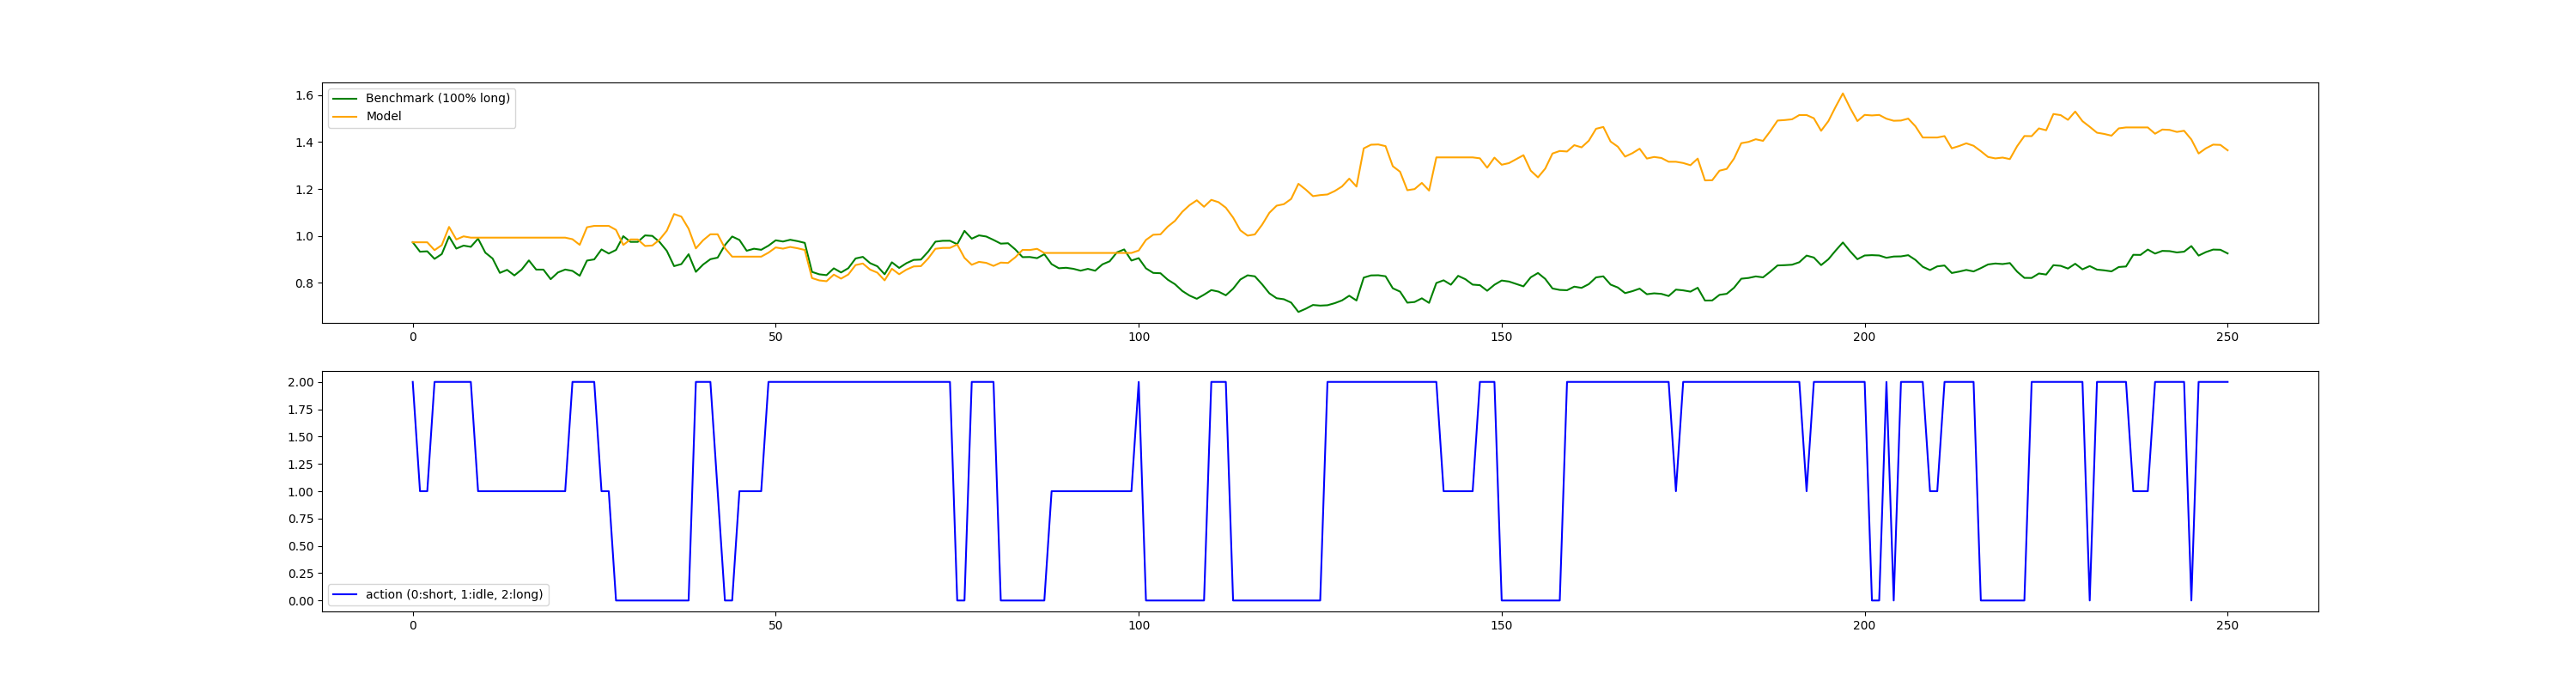 Benchmark (100% long)
Model
1.6
1.4
1.2
1.0
0.8
0 50 100 150 200 250
2.00
1.75
1.50
1.25
1.00
0.75
0.50
0.25
0.00
action (0:short, 1:idle, 2:long)
0 50 100 150 200 250